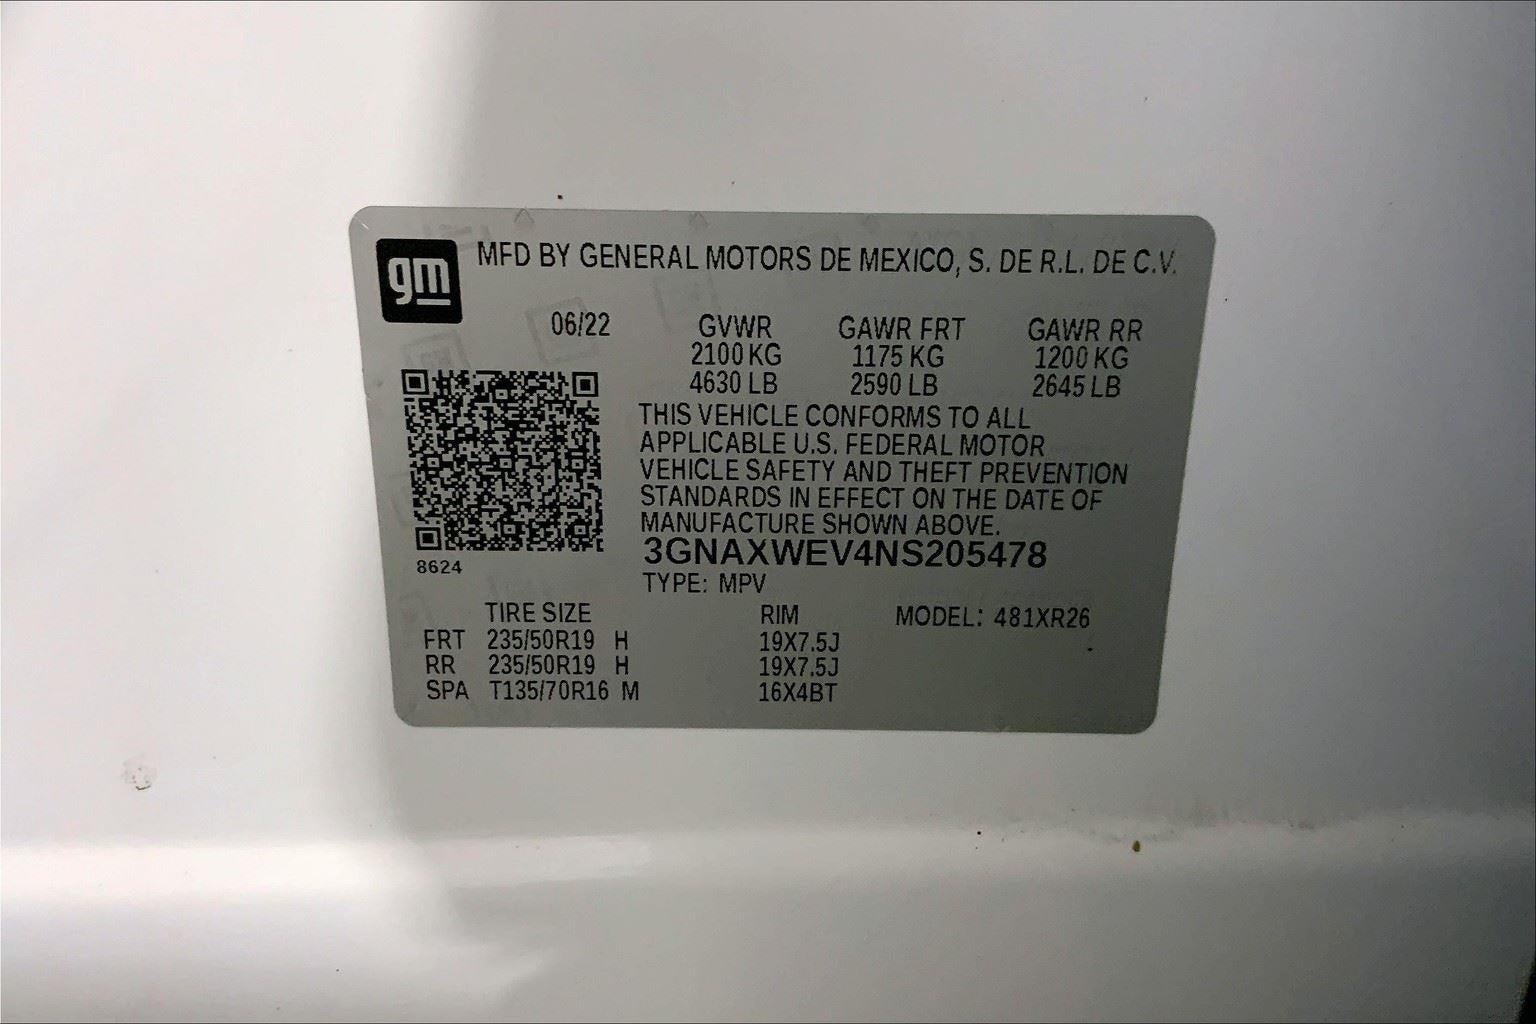 gm
MFD BY GENERAL MOTORS DE MEXICO, S. DE R.L. DE C.V.
06/22 GVWR GAWR FRT GAWR RR
2100 KG 1175 KG 1200 KG
4630 LB 2590 LB 2645 LB
THIS VEHICLE CONFORMS TO ALL
APPLICABLE U.S. FEDERAL MOTOR
VEHICLE SAFETY AND THEFT PREVENTION
STANDARDS IN EFFECT ON THE DATE OF
MANUFACTURE SHOWN ABOVE.
3GNAXWEV4NS205478
8624
TYPE: MPV
TIRE SIZE RIM MODEL: 481XR26
FRT 235/50R19 H 19X7.5J
RR 235/50R19 H 19X7.5J
SPA T135/70R16 M 16X4BT